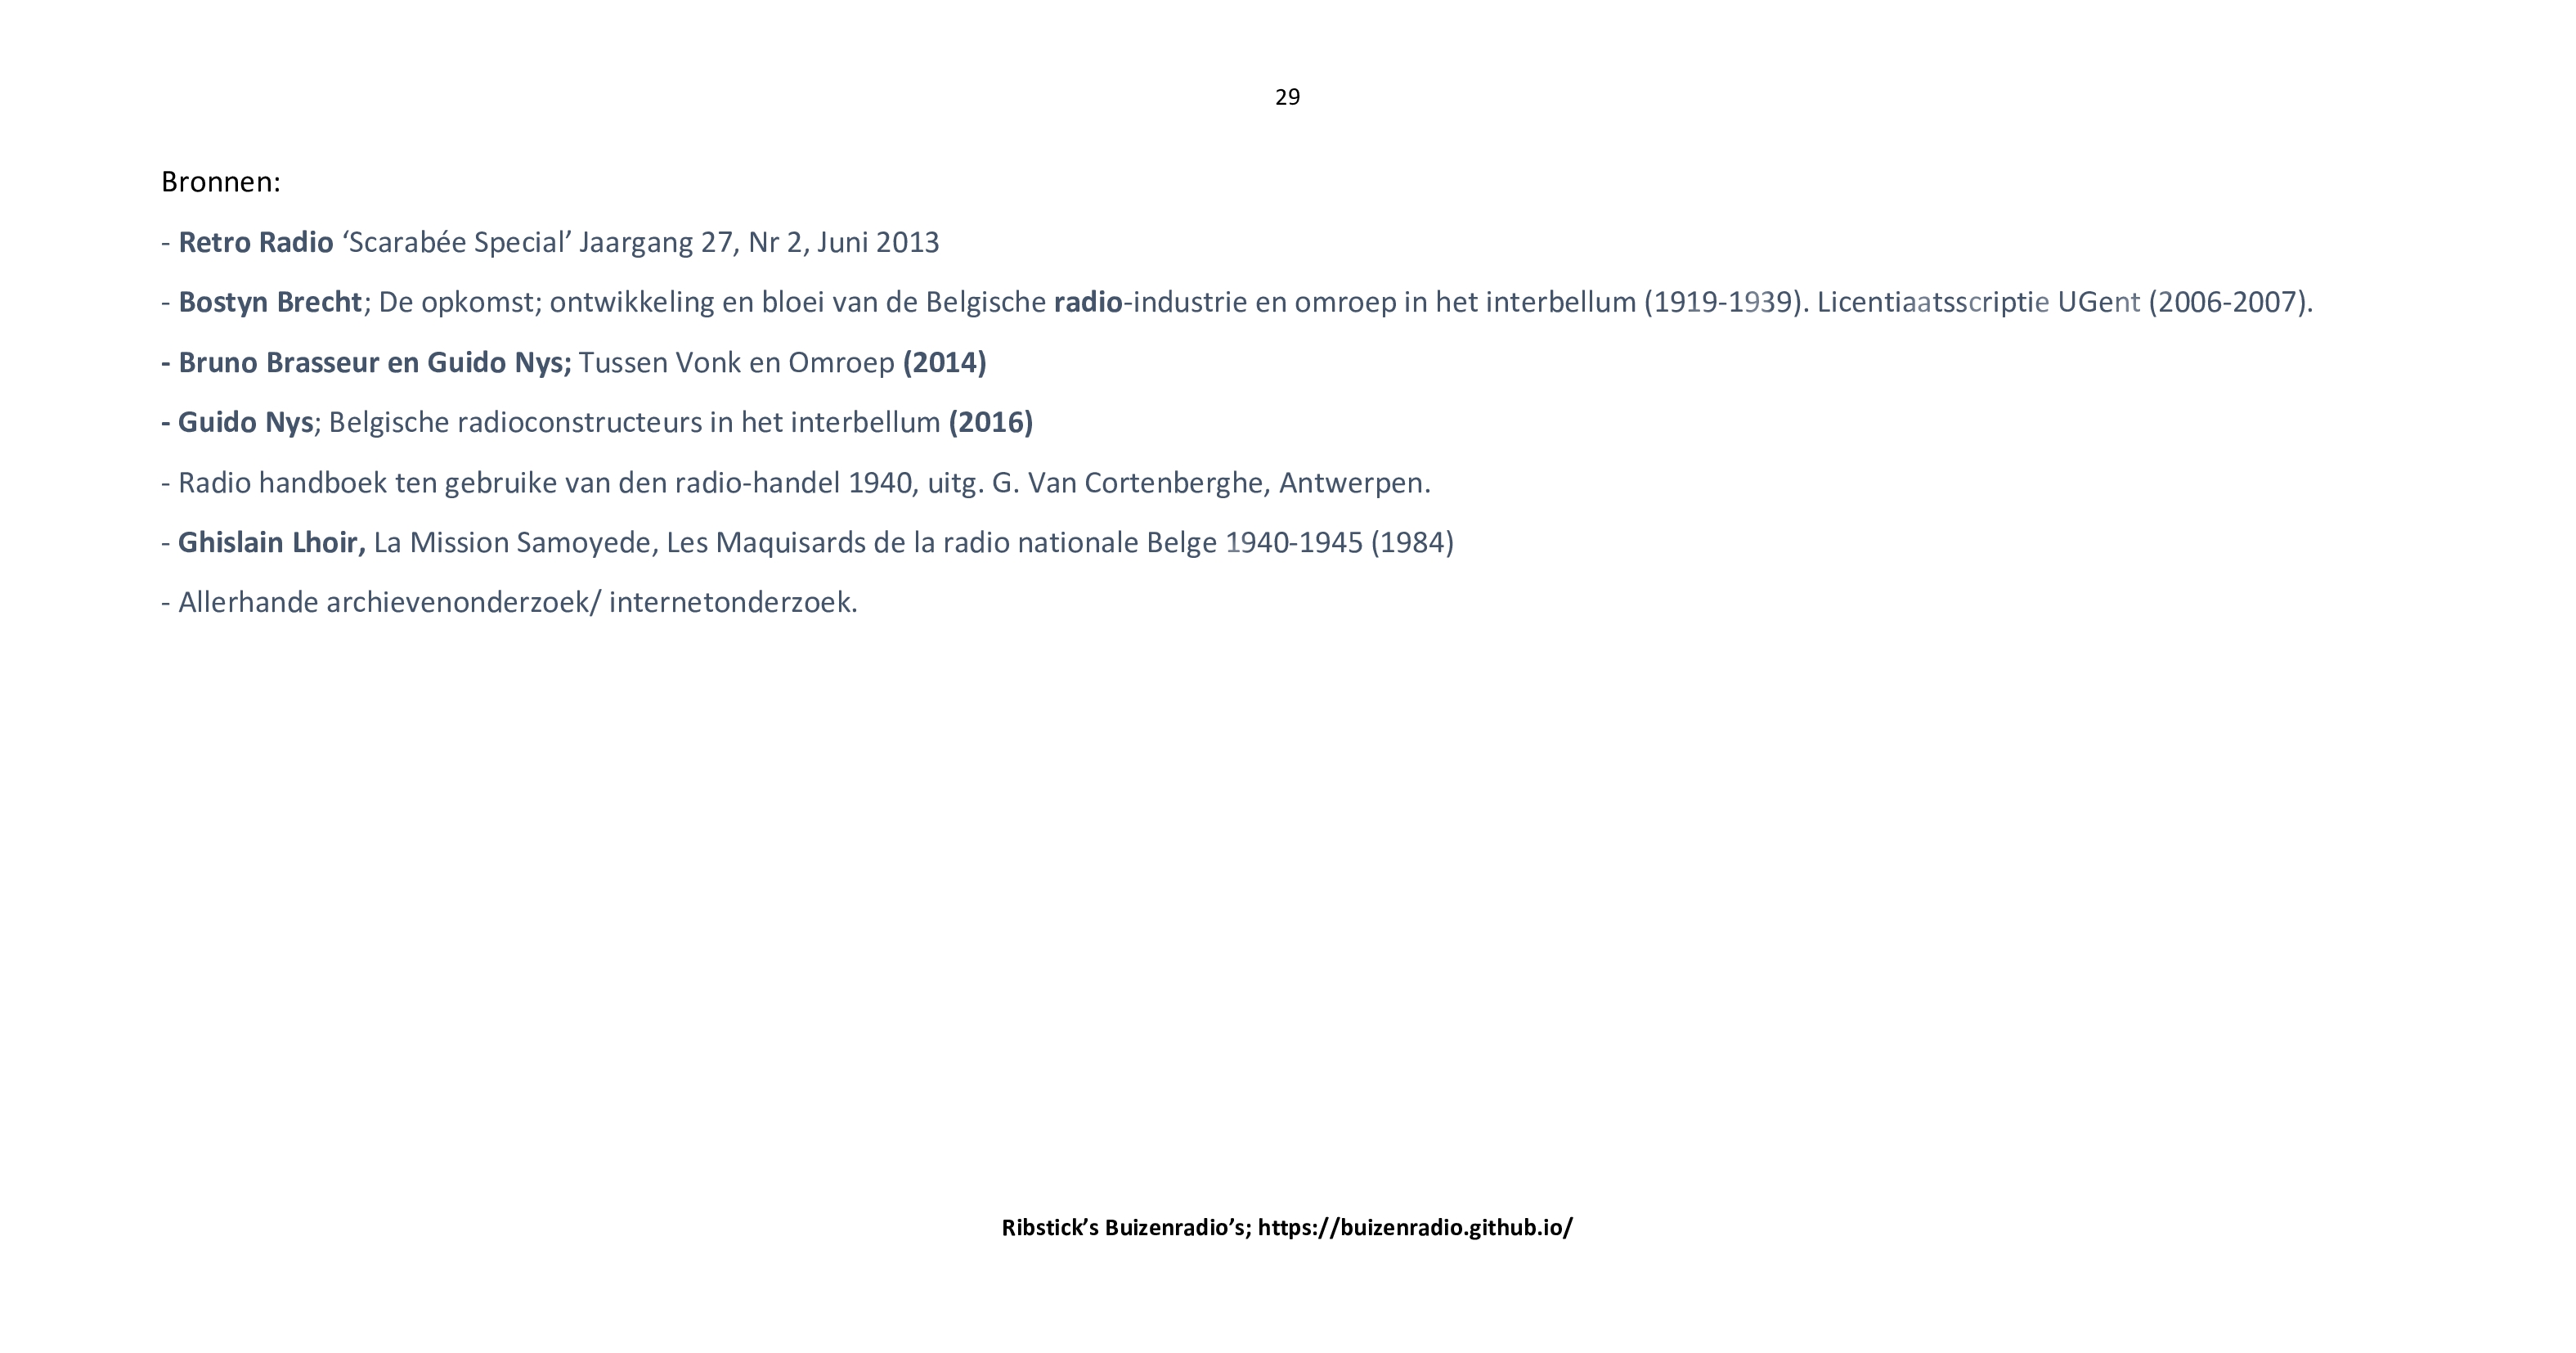 29
Bronnen:
- Retro Radio ‘Scarabée Special’ Jaargang 27, Nr 2, Juni 2013
- Bostyn Brecht; De opkomst; ontwikkeling en bloei van de Belgische radio-industrie en omroep in het interbellum (1919-1939). Licentiaatsscriptie UGent (2006-2007).
- Bruno Brasseur en Guido Nys; Tussen Vonk en Omroep (2014)
- Guido Nys; Belgische radioconstructeurs in het interbellum (2016)
- Radio handboek ten gebruike van den radio-handel 1940, uitg. G. Van Cortenberghe, Antwerpen.
- Ghislain Lhoir, La Mission Samoyede, Les Maquisards de la radio nationale Belge 1940-1945 (1984)
- Allerhande archievenonderzoek/ internetonderzoek.
Ribstick’s Buizenradio’s; https://buizenradio.github.io/